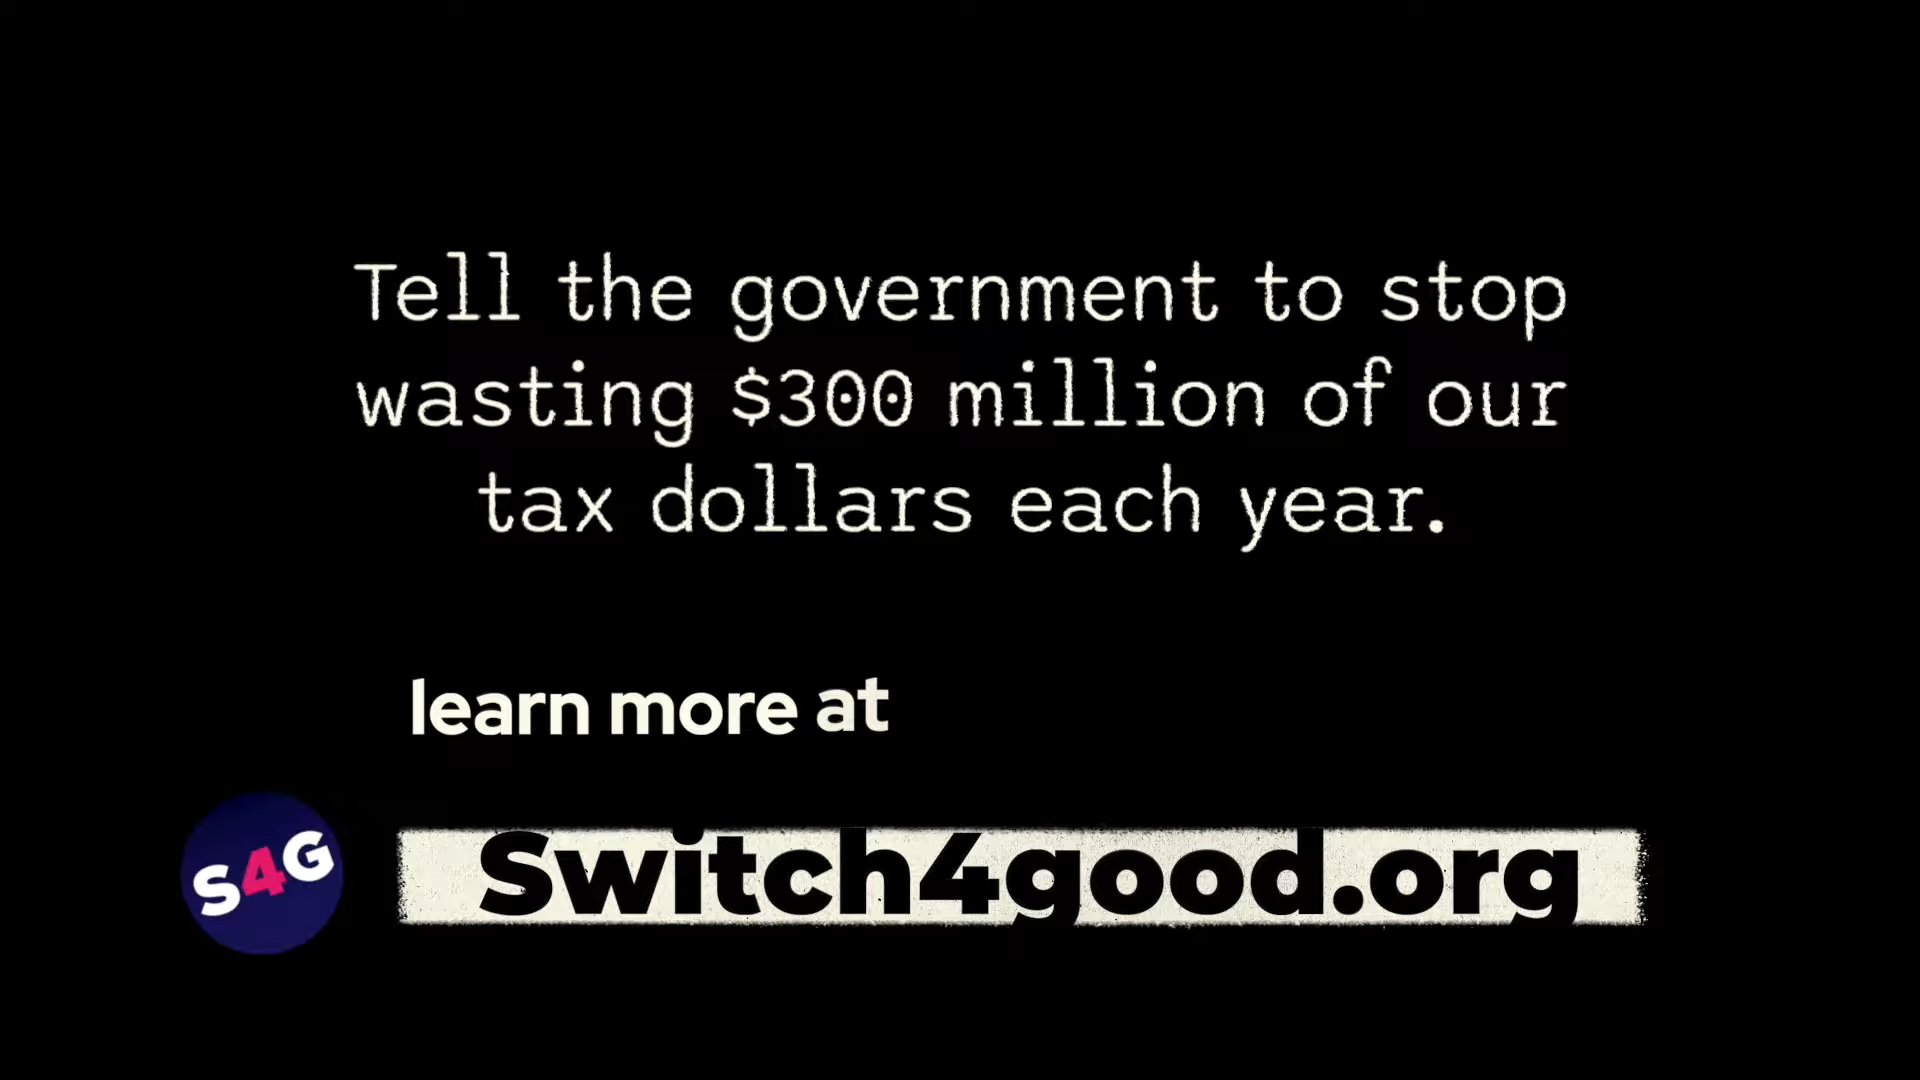 Tell the government to stop
wasting $300 million of our
tax dollars each year.
learn more at
S4G
Switch4good.org